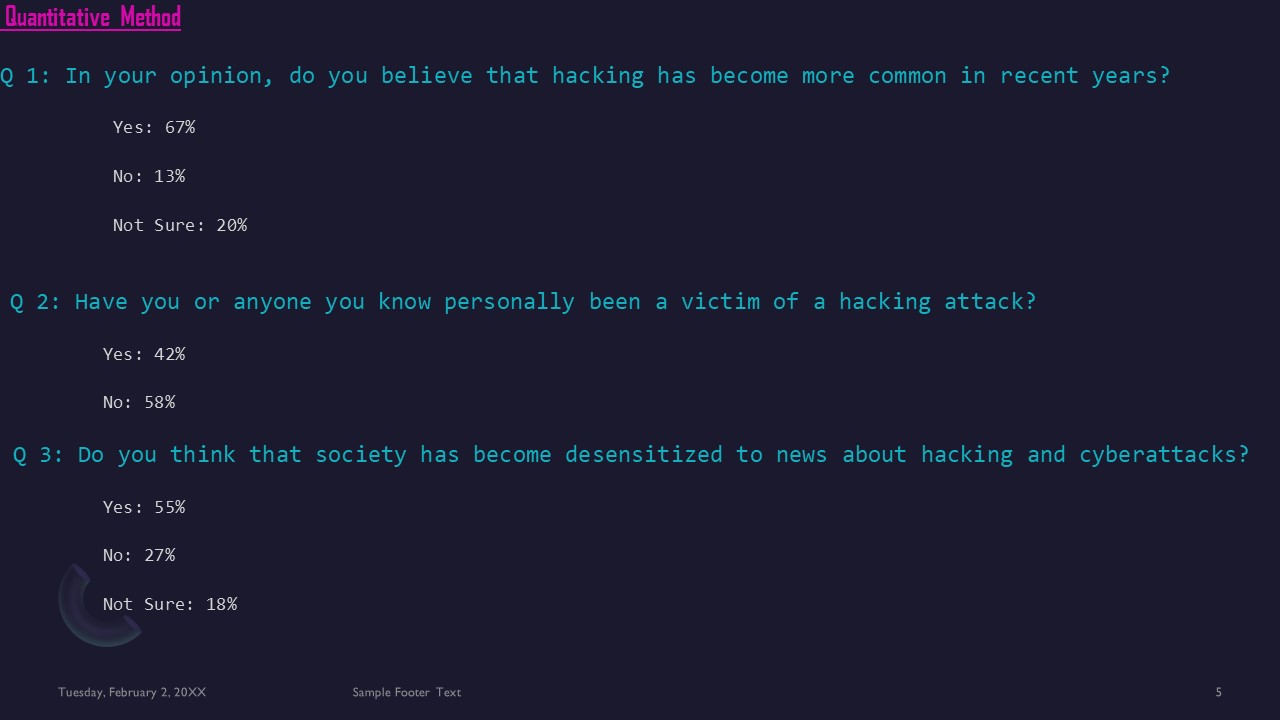 Quantitative Method
Q 1: In your opinion, do you believe that hacking has become more common in recent years?
Yes: 67%
No: 13%
Not Sure: 20%
Q 2: Have you or anyone you know personally been a victim of a hacking attack?
Yes: 42%
No: 58%
Q 3: Do you think that society has become desensitized to news about hacking and cyberattacks?
Yes: 55%
No: 27%
Not Sure: 18%
Tuesday, February 2, 20XX Sample Footer Text 5